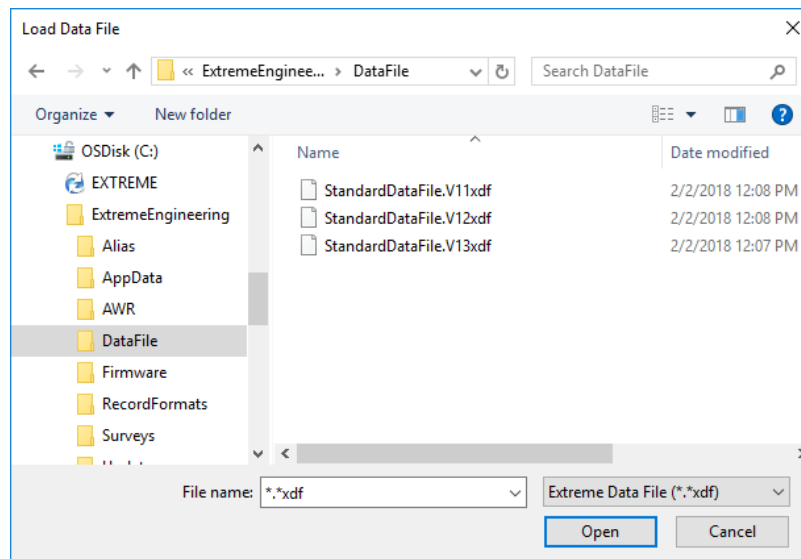 Load Data File
« ExtremeEnginee... › DataFile
Search DataFile
Organize
New folder
OSDisk (C:)
EXTREME
ExtremeEngineering
Alias
AppData
AWR
DataFile
Firmware
RecordFormats
Surveys
Name
Date modified
StandardDataFile.V11xdf
2/2/2018 12:08 PM
StandardDataFile.V12xdf
2/2/2018 12:08 PM
StandardDataFile.V13xdf
2/2/2018 12:07 PM
File name:
*.*xdf
Extreme Data File (*.*xdf)
Open
Cancel